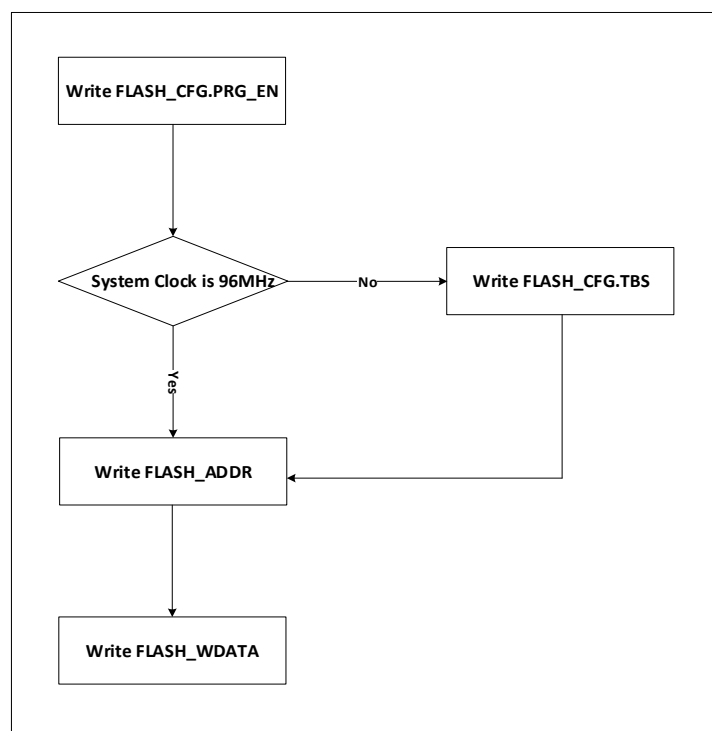 Write FLASH_CFG.PRG_EN
System Clock is 96MHz
No
Write FLASH_CFG.TBS
Yes
Write FLASH_ADDR
Write FLASH_WDATA